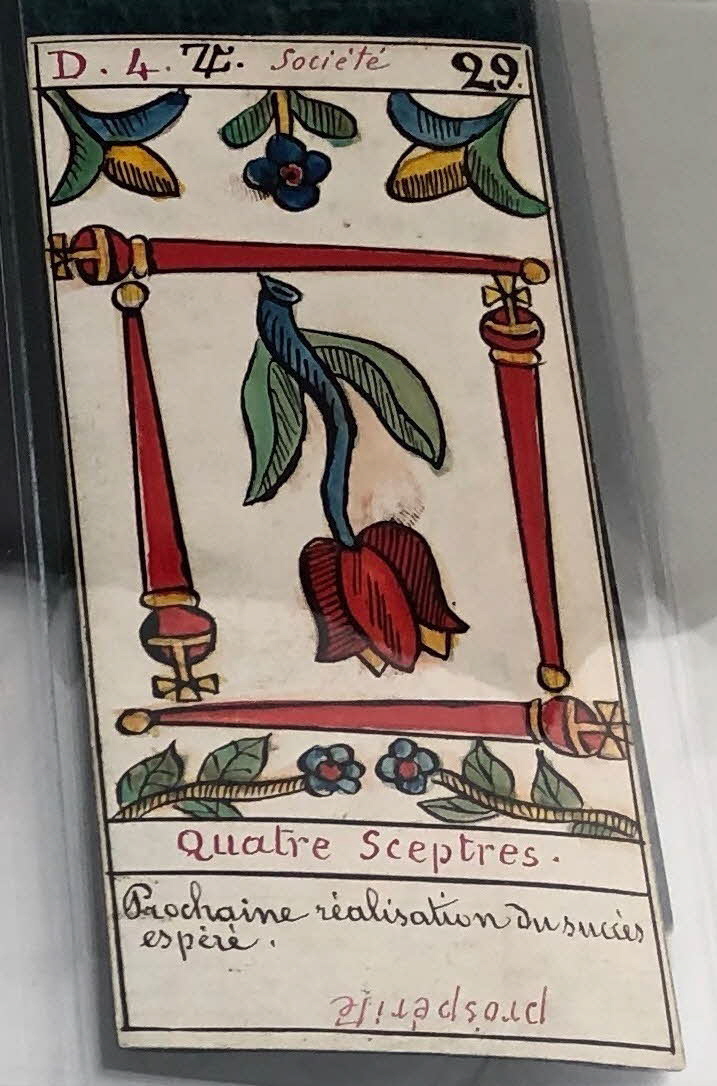 D. 4. Société 29.
Quatre Sceptres.
Prochaine réalisation du succès
espéré.
prospérité